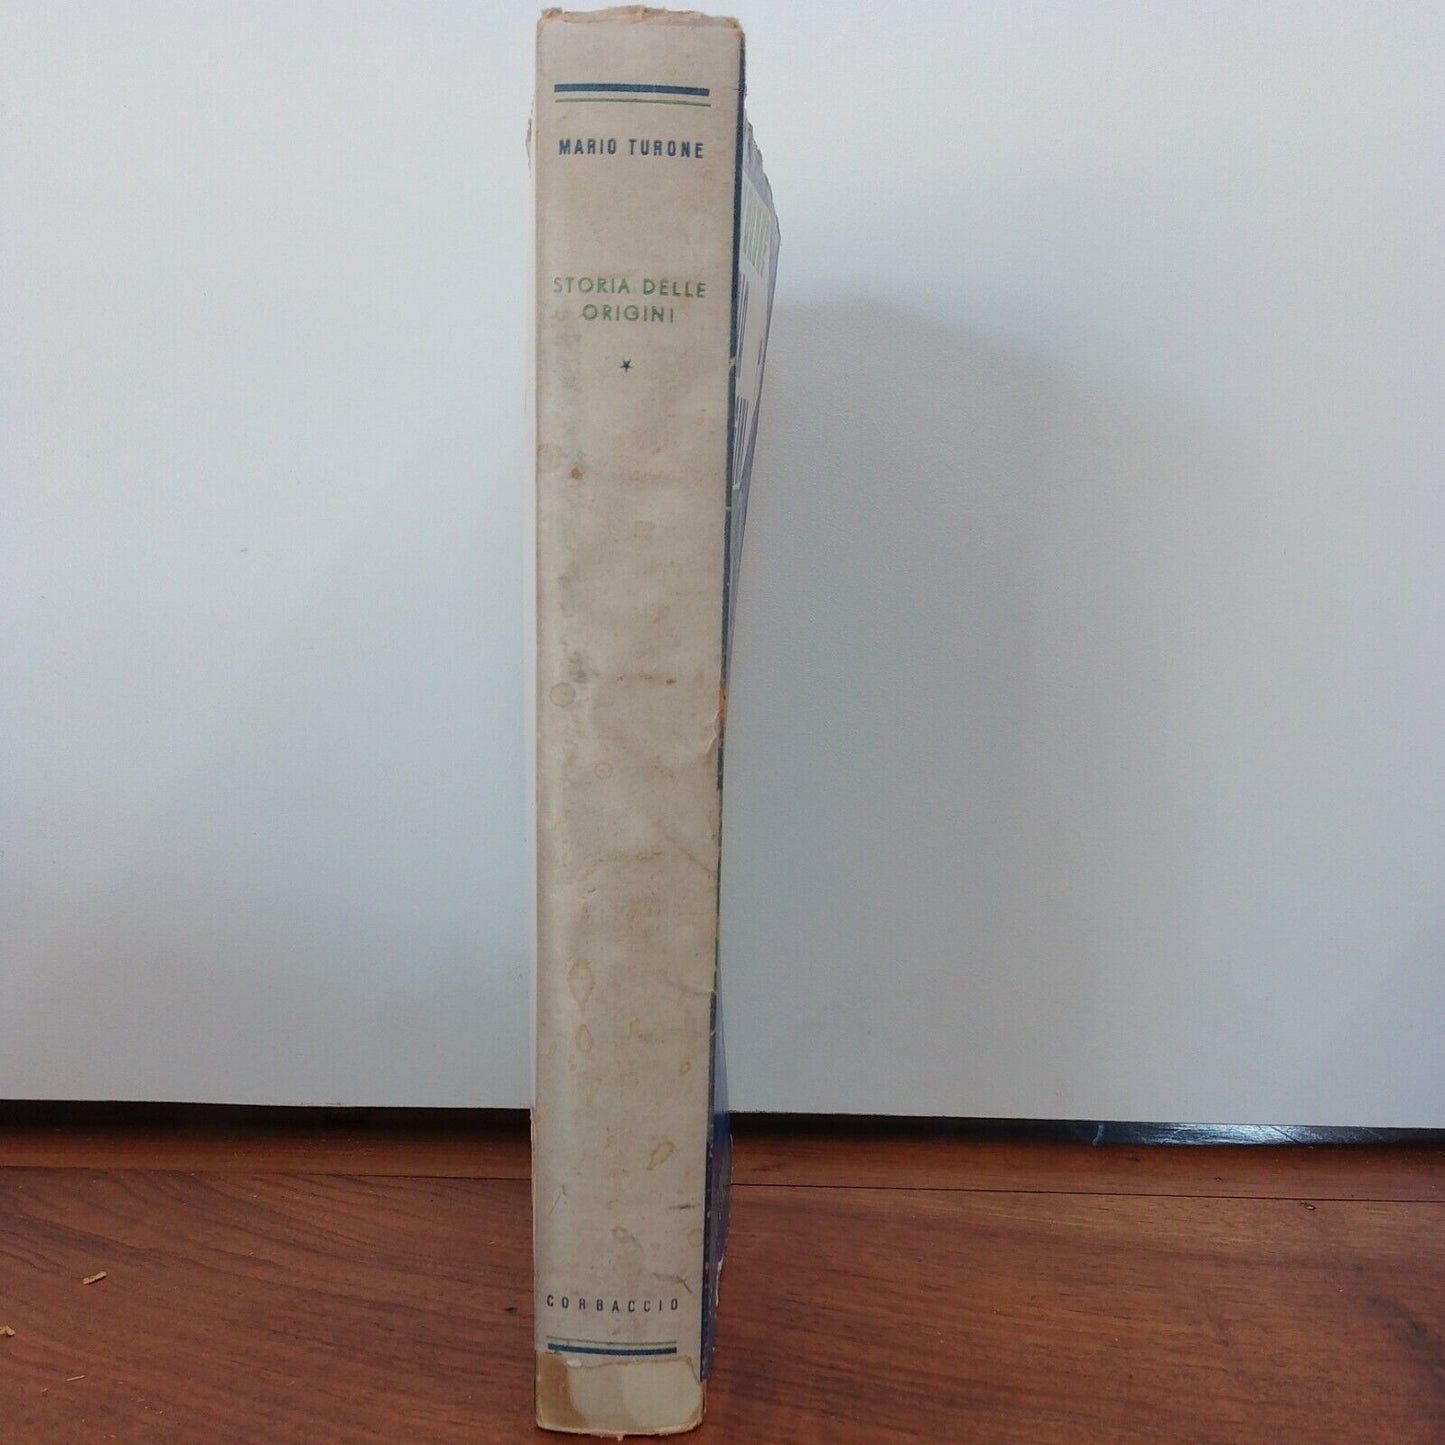 MARIO TURONE
STORIA DELLE
ORIGINI
CORBACCIO